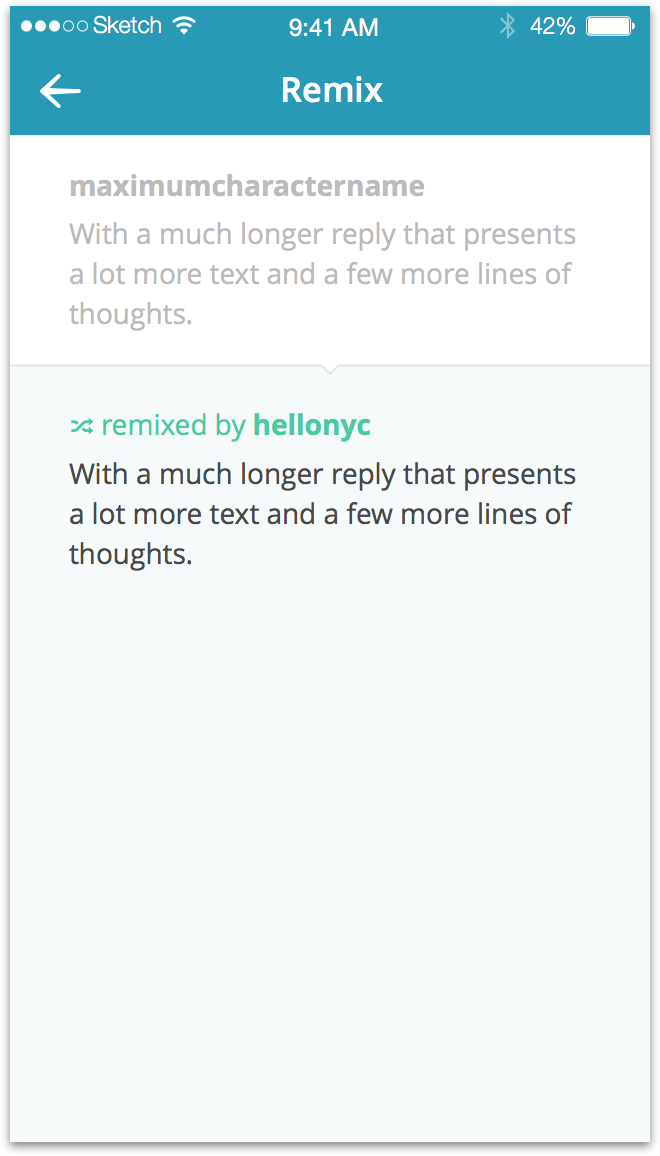 Sketch 9:41 AM 42%
Remix
maximumcharactername
With a much longer reply that presents
a lot more text and a few more lines of
thoughts.
remixed by hellonyc
With a much longer reply that presents
a lot more text and a few more lines of
thoughts.